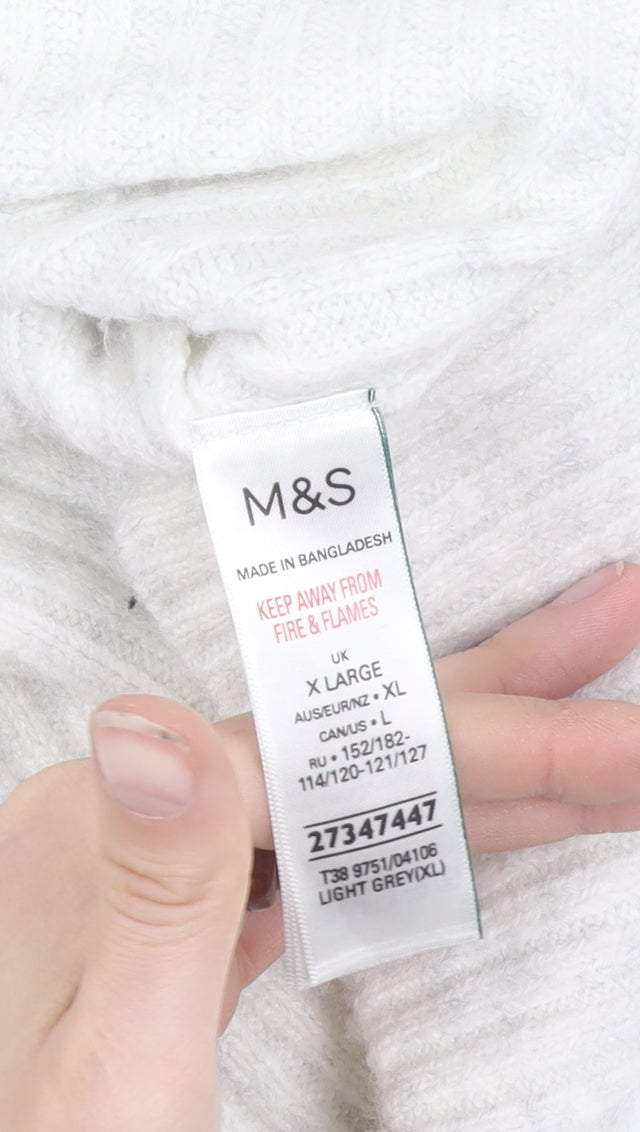 M&S
MADE IN BANGLADESH
KEEP AWAY FROM
FIRE & FLAMES
UK
X LARGE
AUS/EUR/NZ • XL
CAN/US • L
RU • 152/182-
114/120-121/127
27347447
T38 9751/04106
LIGHT GREY(XL)